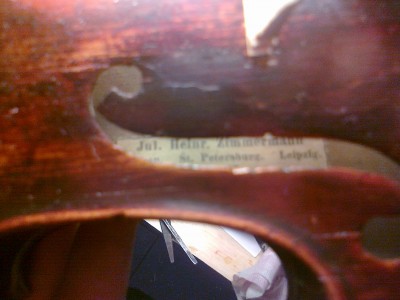 Jul. Heinr. Zimmermann
St. Petersburg. Leipzig.